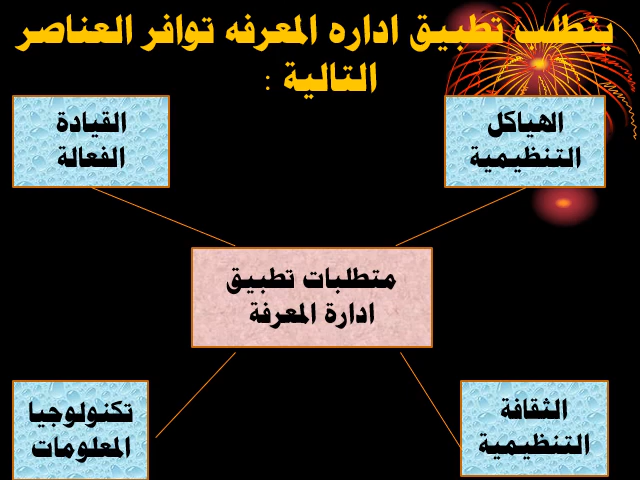 يتطلب تطبيق اداره المعرفه توافر العناصر
التالية :
الهياكل
التنظيمية
القيادة
الفعالة
متطلبات تطبيق
ادارة المعرفة
الثقافة
التنظيمية
تكنولوجيا
المعلومات